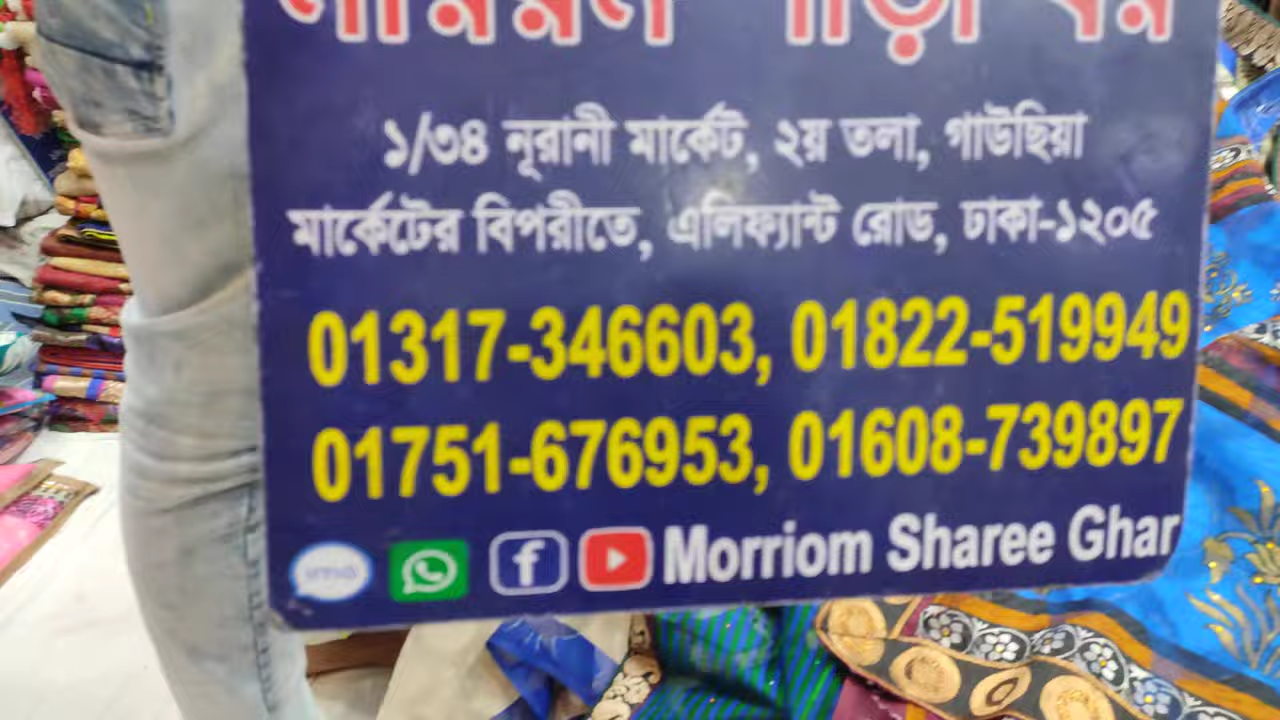 ১/৩৪ নূরানী মার্কেট, ২য় তলা, গাউছিয়া
মার্কেটের বিপরীতে, এলিফ্যান্ট রোড, ঢাকা-১২০৫
01317-346603, 01822-519949
01751-676953, 01608-739897
imo Morriom Sharee Ghar